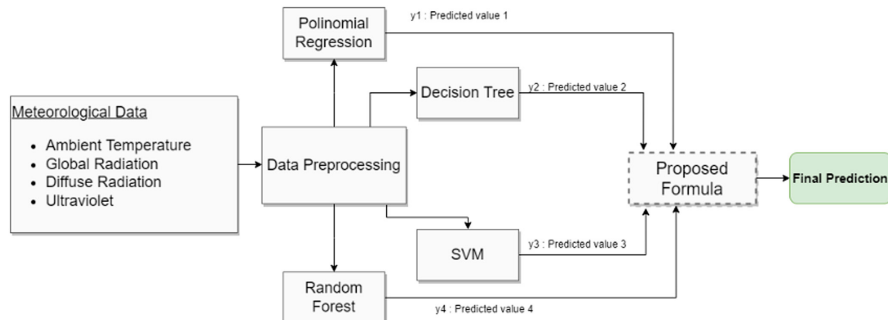 Polinomial
Regression
y1 : Predicted value 1
Decision Tree
y2 : Predicted value 2
Meteorological Data
• Ambient Temperature
• Global Radiation
• Diffuse Radiation
• Ultraviolet
Data Preprocessing
Proposed
Formula
Final Prediction
SVM
y3 : Predicted value 3
Random
Forest
y4 : Predicted value 4